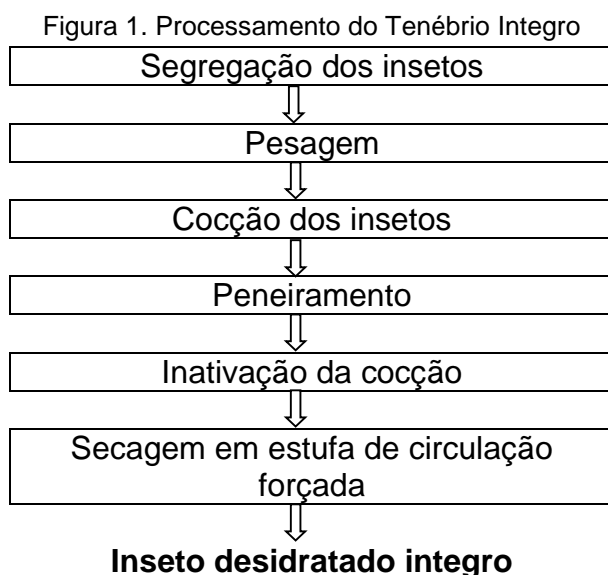 Figura 1. Processamento do Tenébrio Integro
Segregação dos insetos
Pesagem
Cocção dos insetos
Peneiramento
Inativação da cocção
Secagem em estufa de circulação
forçada
Inseto desidratado integro